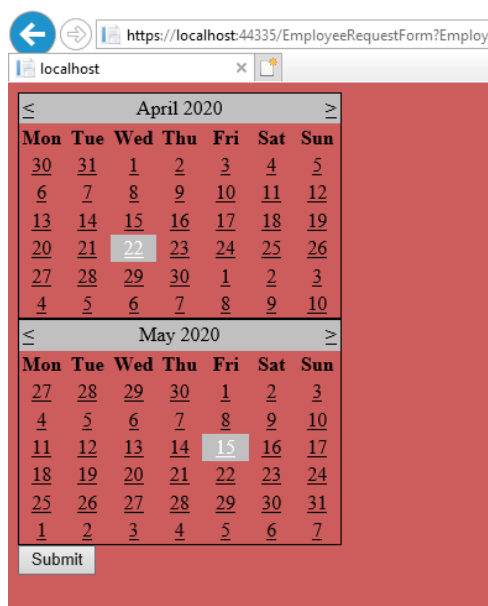 https://localhost:44335/EmployeeRequestForm?Employ
localhost
< April 2020 >
Mon Tue Wed Thu Fri Sat Sun
30 31 1 2 3 4 5
6 7 8 9 10 11 12
13 14 15 16 17 18 19
20 21 22 23 24 25 26
27 28 29 30 1 2 3
4 5 6 7 8 9 10
< May 2020 >
Mon Tue Wed Thu Fri Sat Sun
27 28 29 30 1 2 3
4 5 6 7 8 9 10
11 12 13 14 15 16 17
18 19 20 21 22 23 24
25 26 27 28 29 30 31
1 2 3 4 5 6 7
Submit